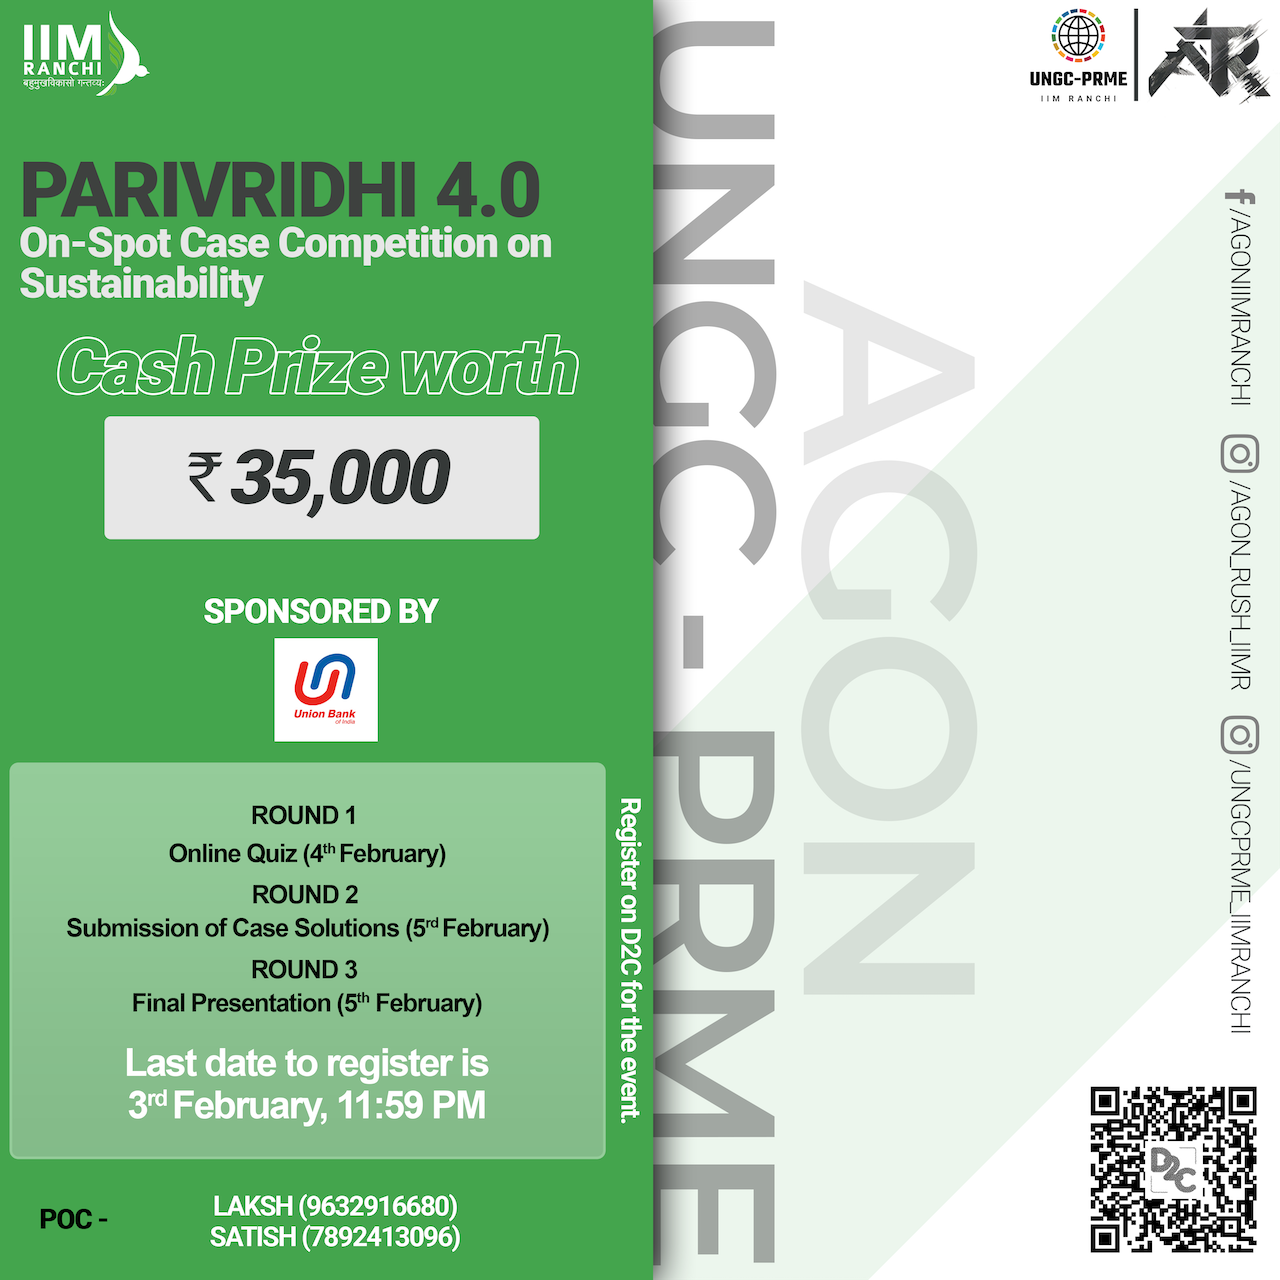 IIM
RANCHI
बहुमुखविकासो गन्तव्यः
UNGC-PRME
IIM RANCHI
ATR
PARIVRIDHI 4.0
On-Spot Case Competition on
Sustainability
Cash Prize worth
₹ 35,000
SPONSORED BY
Union Bank
of India
ROUND 1
Online Quiz (4th February)
ROUND 2
Submission of Case Solutions (5rd February)
ROUND 3
Final Presentation (5th February)
Last date to register is
3rd February, 11:59 PM
Register on D2C for the event.
POC -
LAKSH (9632916680)
SATISH (7892413096)
UNGC - PRME
AGON
/AGONIIMRANCHI
/AGON_RUSH_IIMR
/UNGCPRME_IIMRANCHI
D2C